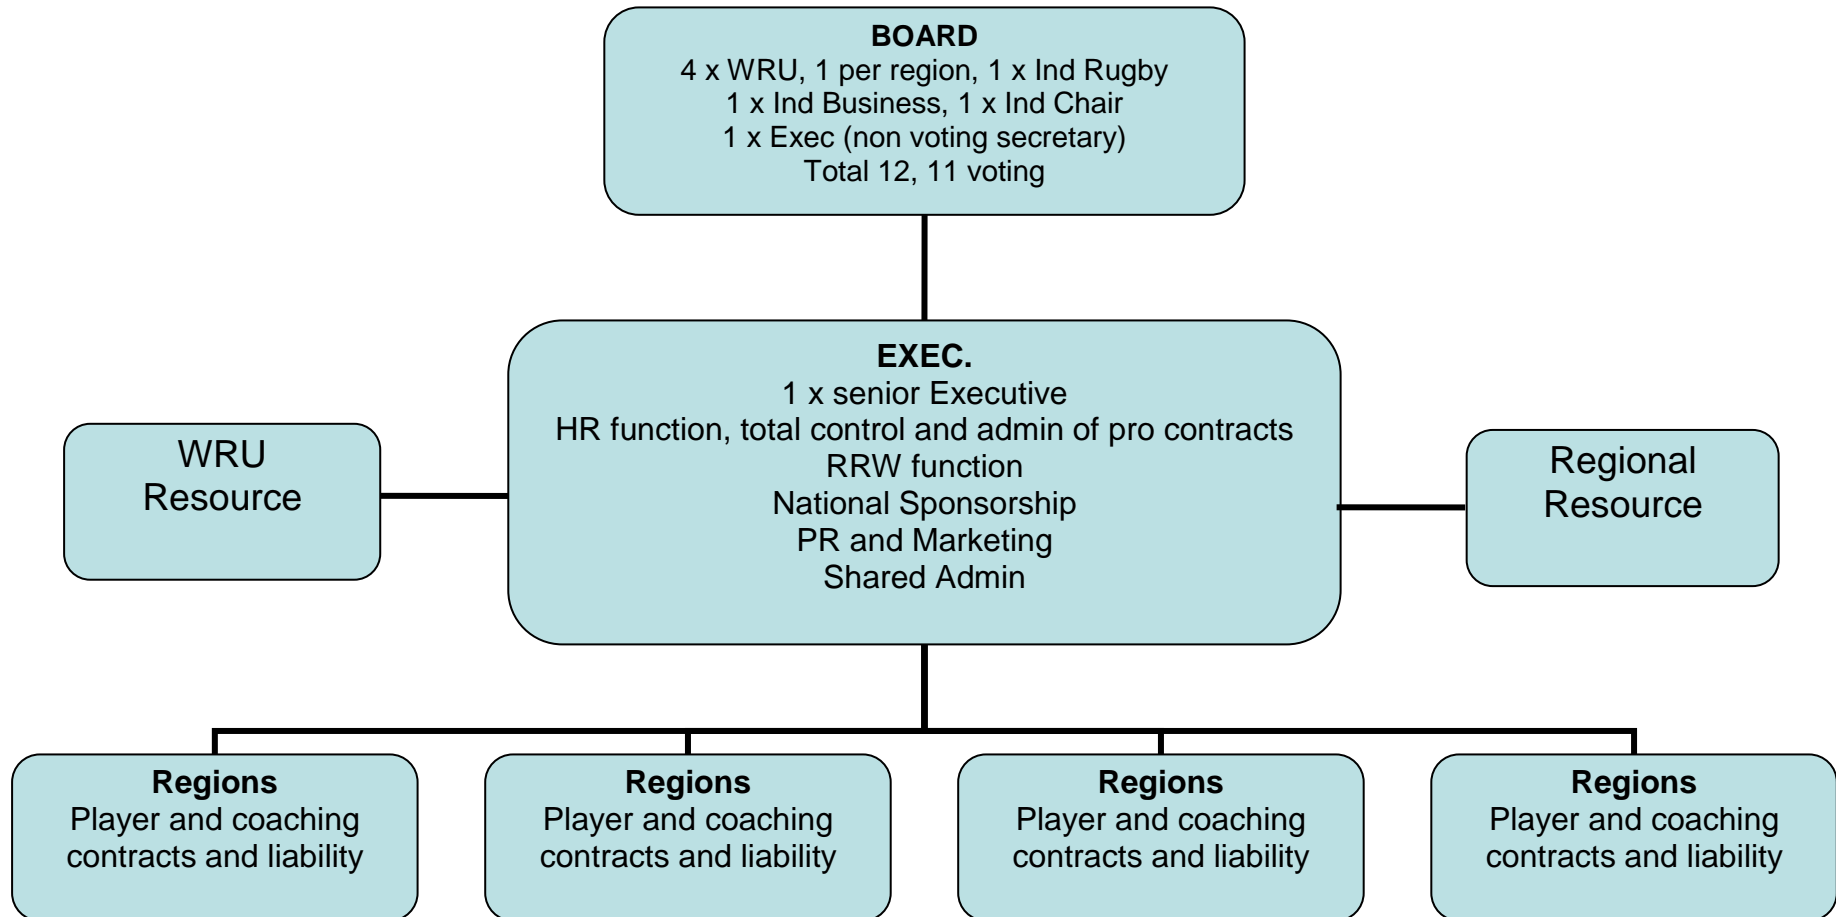 BOARD
4 x WRU, 1 per region, 1 x Ind Rugby
1 x Ind Business, 1 x Ind Chair
1 x Exec (non voting secretary)
Total 12, 11 voting
EXEC.
1 x senior Executive
HR function, total control and admin of pro contracts
RRW function
National Sponsorship
PR and Marketing
Shared Admin
WRU
Resource
Regional
Resource
Regions
Player and coaching
contracts and liability
Regions
Player and coaching
contracts and liability
Regions
Player and coaching
contracts and liability
Regions
Player and coaching
contracts and liability